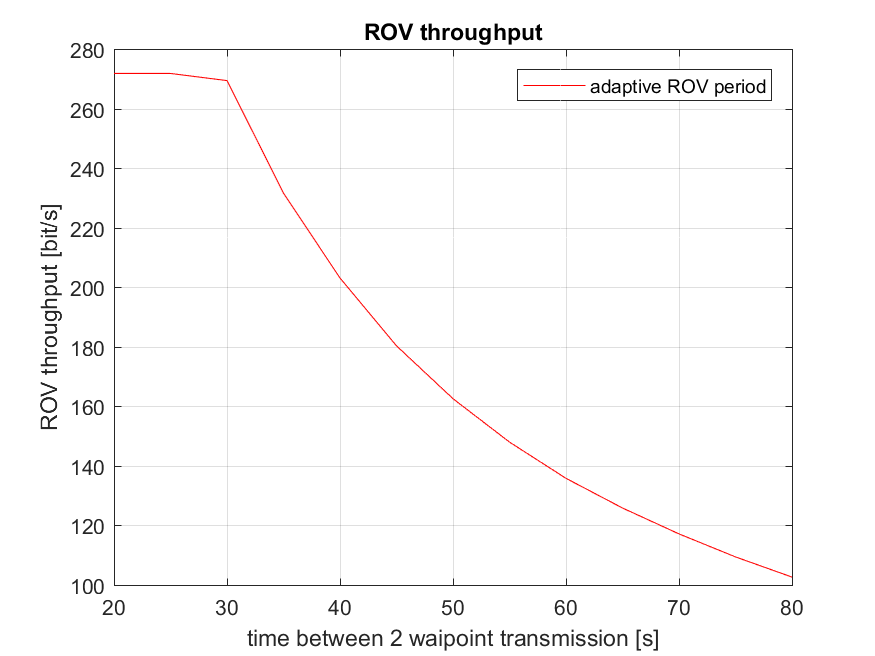 ROV throughput
adaptive ROV period
ROV throughput [bit/s]
280
260
240
220
200
180
160
140
120
100
20 30 40 50 60 70 80
time between 2 waipoint transmission [s]